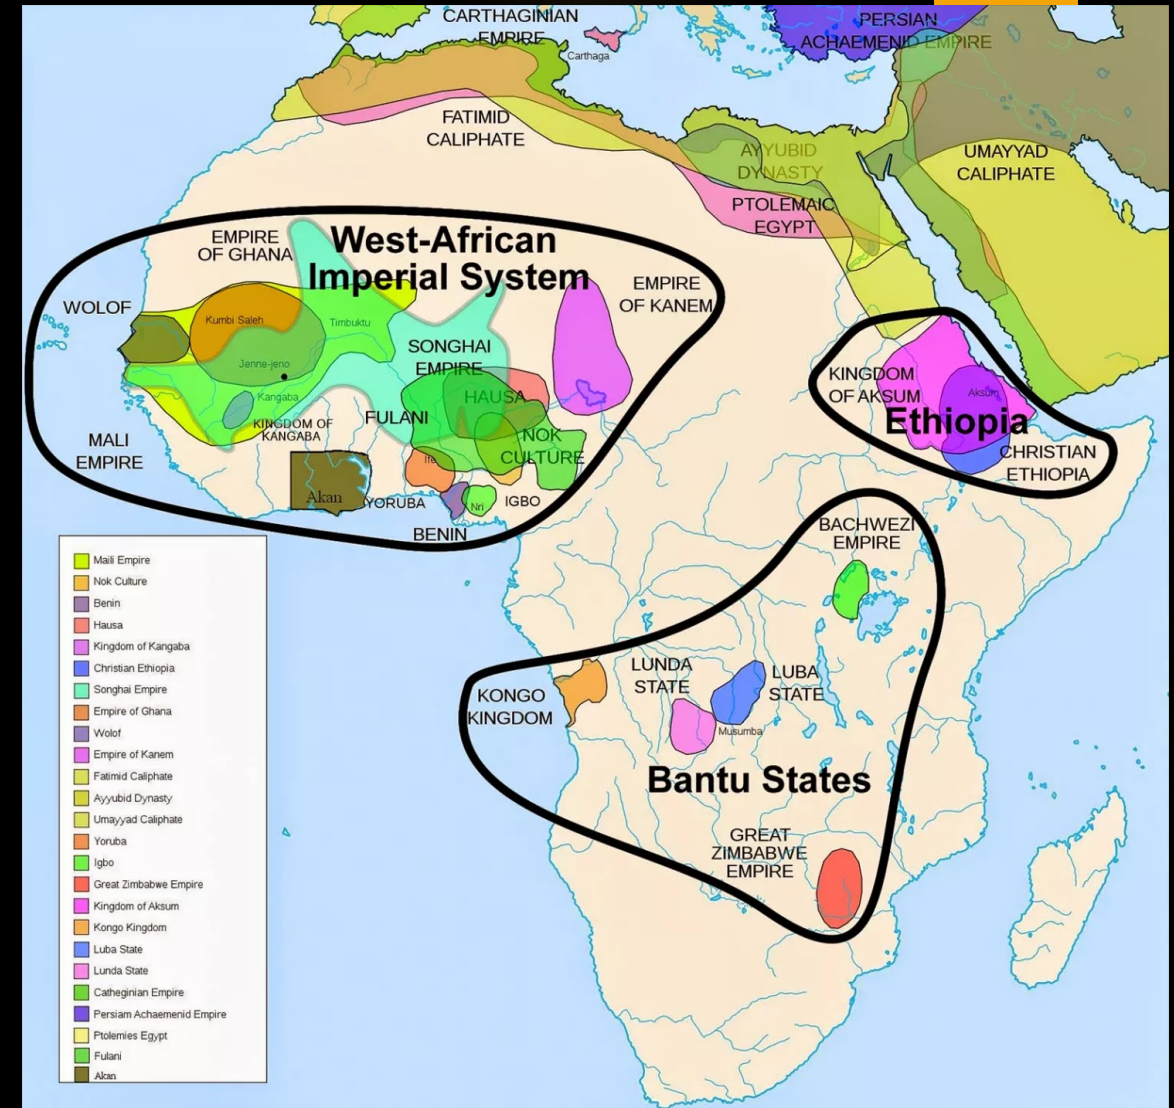 CARTHAGINIAN
EMPIRE
Carthaga
PERSIAN
ACHAEMENID EMPIRE
FATIMID
CALIPHATE
AYYUBID
DYNASTY
UMAYYAD
CALIPHATE
PTOLEMAIC
EGYPT
West-African
Imperial System
EMPIRE
OF GHANA
EMPIRE
OF KANEM
WOLOF
Kumbi Saleh
Timbuktu
SONGHAI
EMPIRE
Jenne-jeno
Kangaba
HAUSA
KINGDOM OF
KANGABA
FULANI
MALI
EMPIRE
NOK
CULTURE
Ife
Akan
YORUBA
Nri
IGBO
BENIN
KINGDOM
OF AKSUM
Aksum
Ethiopia
CHRISTIAN
ETHIOPIA
BACHWEZI
EMPIRE
LUNDA
STATE
LUBA
STATE
KONGO
KINGDOM
Musumba
Bantu States
GREAT
ZIMBABWE
EMPIRE
Maili Empire
Nok Culture
Benin
Hausa
Kingdom of Kangaba
Christian Ethiopia
Songhai Empire
Empire of Ghana
Wolof
Empire of Kanem
Fatimid Caliphate
Ayyubid Dynasty
Umayyad Caliphate
Yoruba
Igbo
Great Zimbabwe Empire
Kingdom of Aksum
Kongo Kingdom
Luba State
Lunda State
Catheginian Empire
Persiam Achaemenid Empire
Ptolemies Egypt
Fulani
Akan